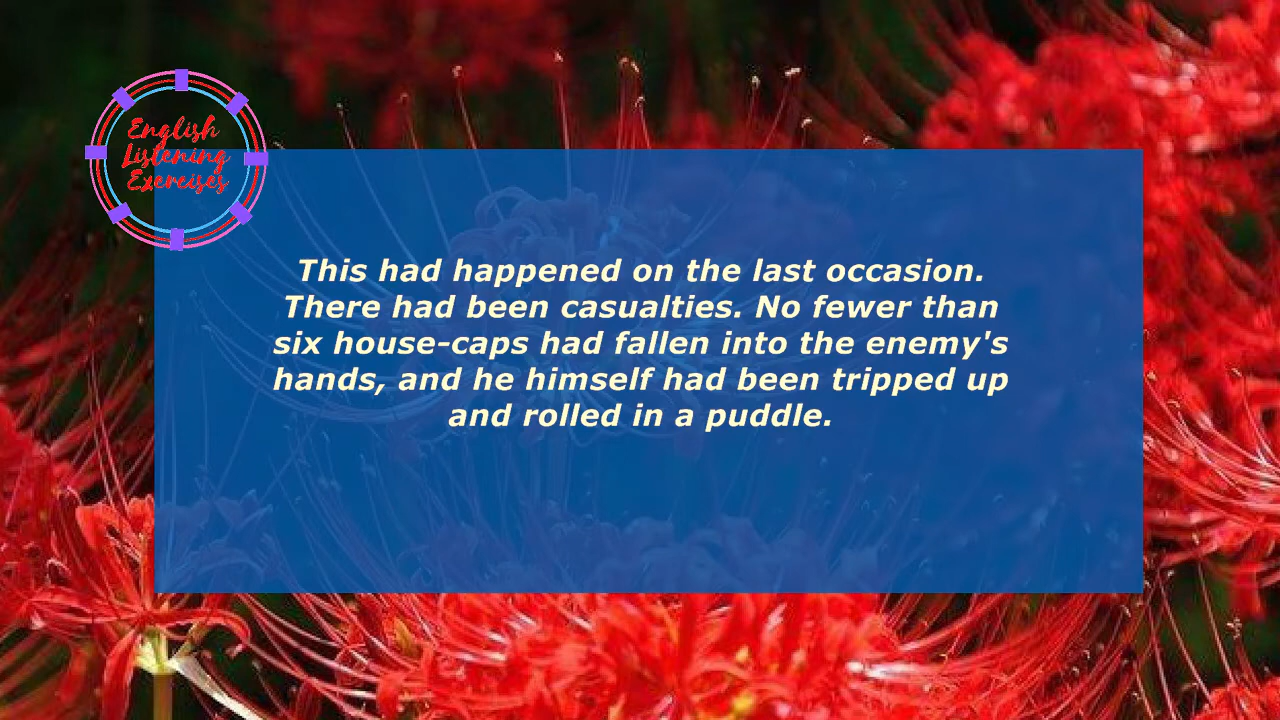 English
Listening
Exercises
This had happened on the last occasion.
There had been casualties. No fewer than
six house-caps had fallen into the enemy's
hands, and he himself had been tripped up
and rolled in a puddle.